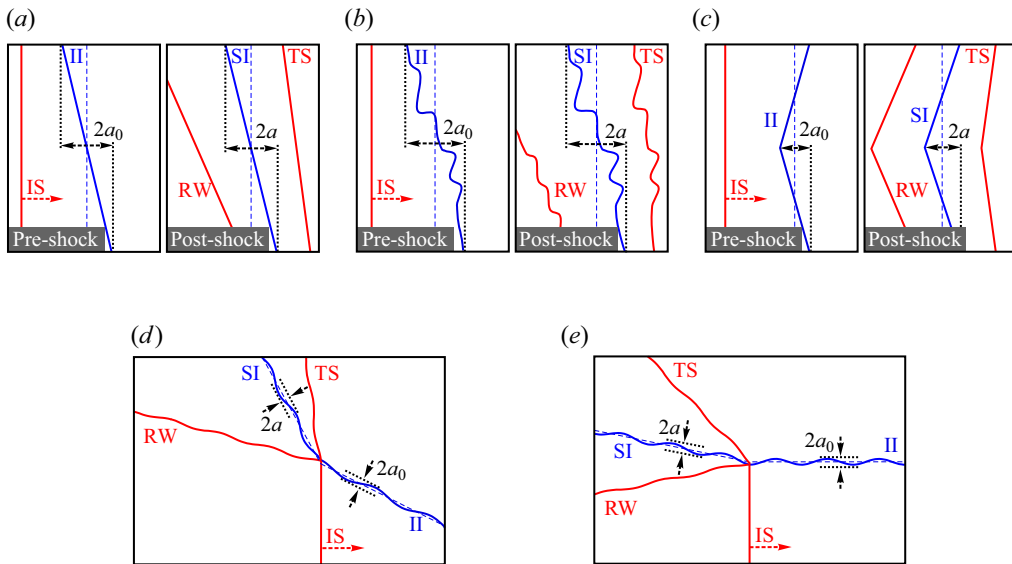 (a)
II
2a0
IS
Pre-shock
SI
TS
2a
RW
Post-shock
(b)
II
2a0
IS
Pre-shock
SI
TS
2a
RW
Post-shock
(c)
II
2a0
IS
Pre-shock
SI
TS
2a
RW
Post-shock
(d)
SI
TS
2a
RW
2a0
II
IS
(e)
TS
2a
2a0
SI
II
RW
IS